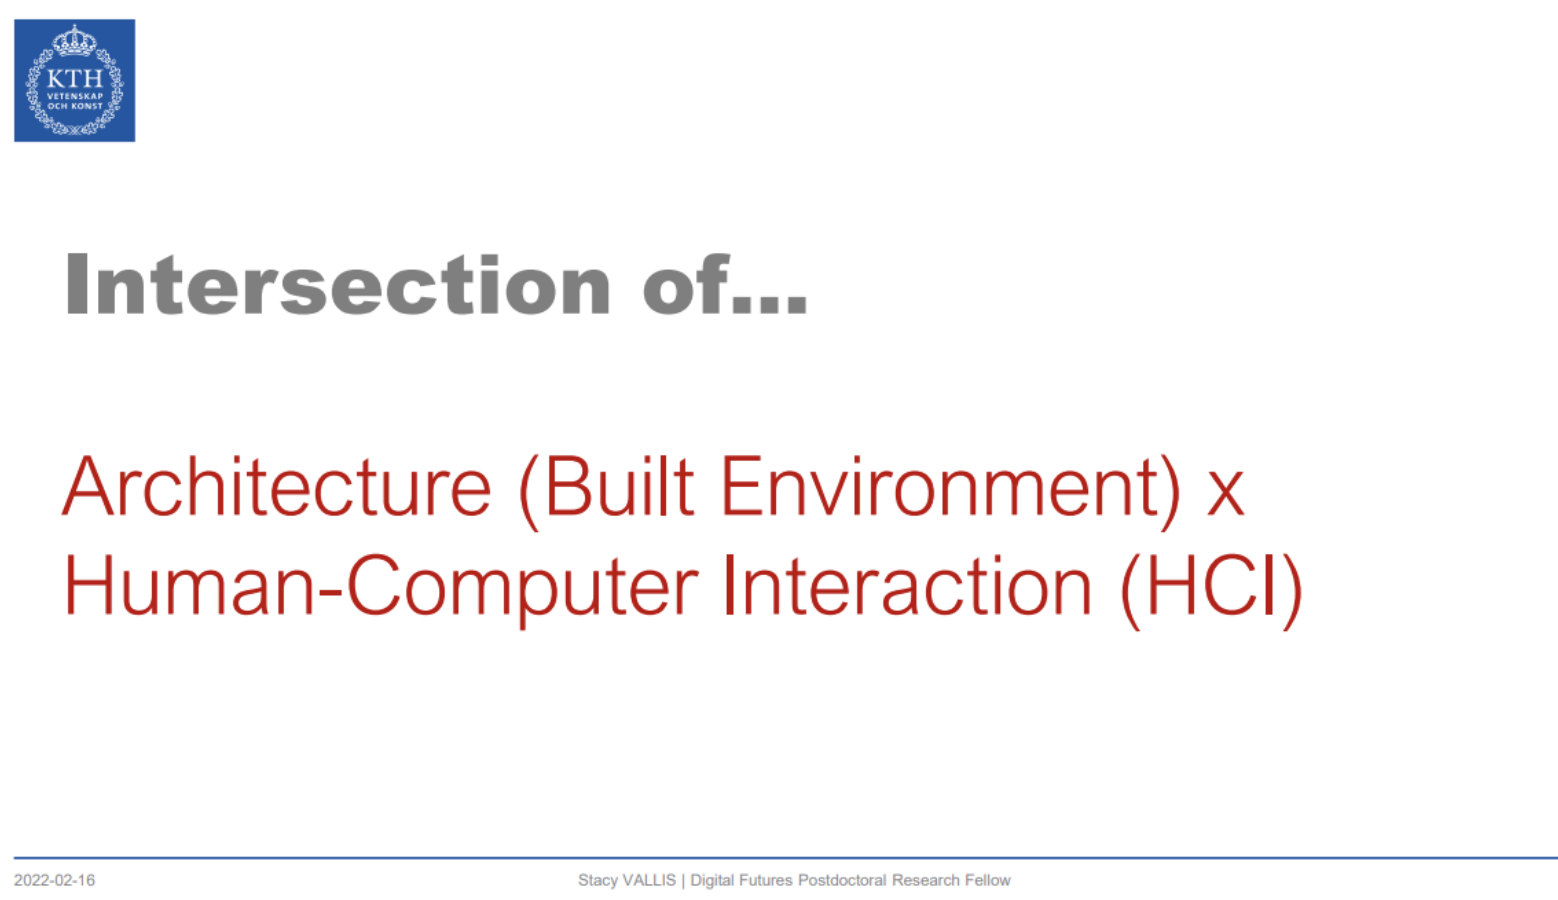 KTH
VETENSKAP
OCH KONST
Intersection of...
Architecture (Built Environment) x
Human-Computer Interaction (HCI)
2022-02-16
Stacy VALLIS | Digital Futures Postdoctoral Research Fellow